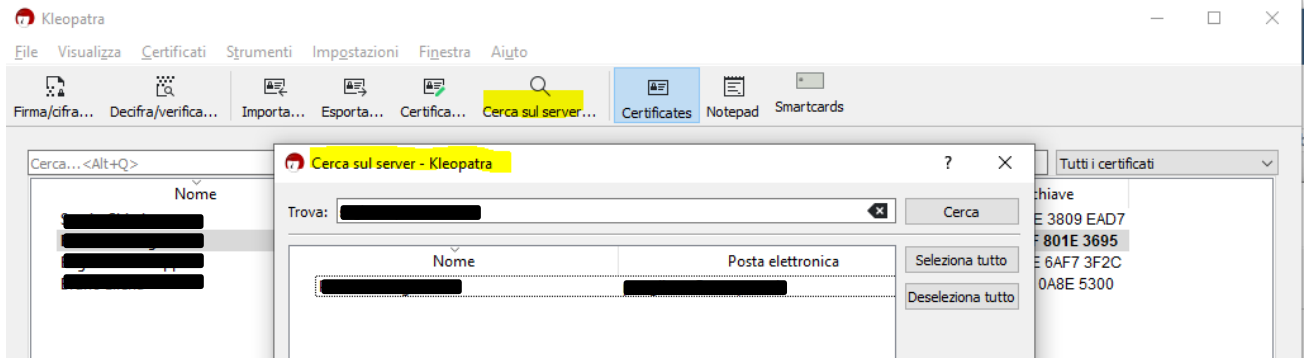 Kleopatra
File Visualizza Certificati Strumenti Impostazioni Finestra Aiuto
Firma/cifra... Decifra/verifica... Importa... Esporta... Certifica... Cerca sul server... Certificates Notepad Smartcards
Cerca...<Alt+Q>
Tutti i certificati
Cerca sul server - Kleopatra
?
Nome
chiave
Trova:
Cerca
E 3809 EAD7
801E 3695
Nome Posta elettronica
Seleziona tutto
E 6AF7 3F2C
0A8E 5300
Deseleziona tutto